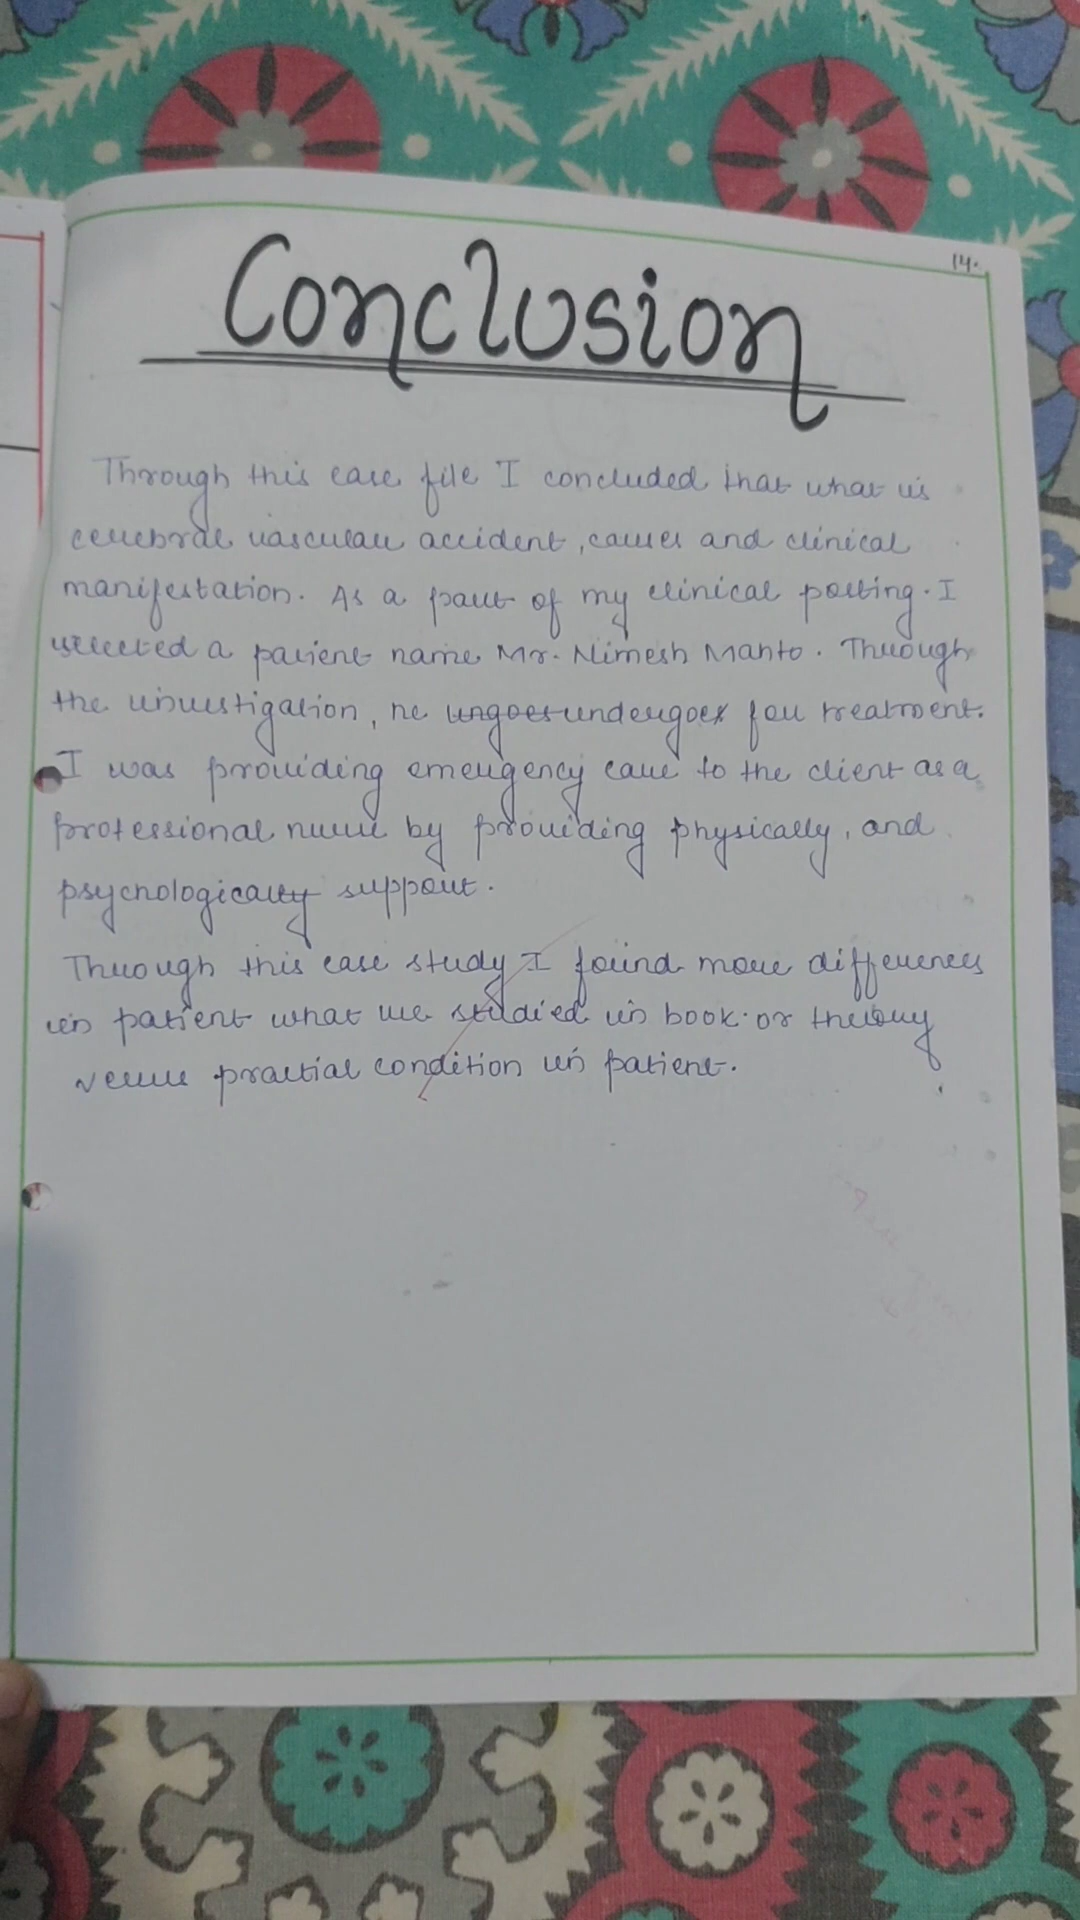 14.
Conclusion
Through this case file I concluded that what is
cerebral vascular accident, causes and clinical
manifestation. As a part of my clinical posting. I
selected a patient name Mr. Nimesh Manto. Through
the investigation, he ungoes undergoes for treatment.
I was providing emergency care to the client as a
professional nurse by providing physically, and
psychologically support.
Through this case study I found more differences
in patient what we studied in book or theory
versus practial condition in patient.